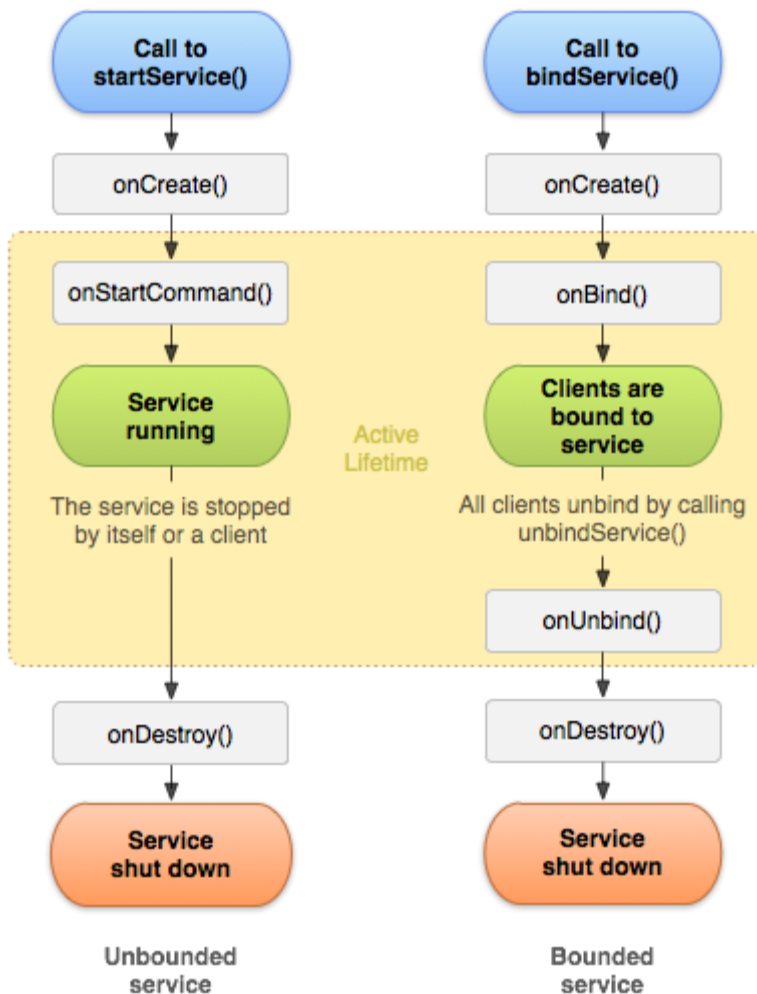 Call to
startService()
onCreate()
onStartCommand()
Service
running
The service is stopped
by itself or a client
onDestroy()
Service
shut down
Unbounded
service
Active
Lifetime
Call to
bindService()
onCreate()
onBind()
Clients are
bound to
service
All clients unbind by calling
unbindService()
onUnbind()
onDestroy()
Service
shut down
Bounded
service